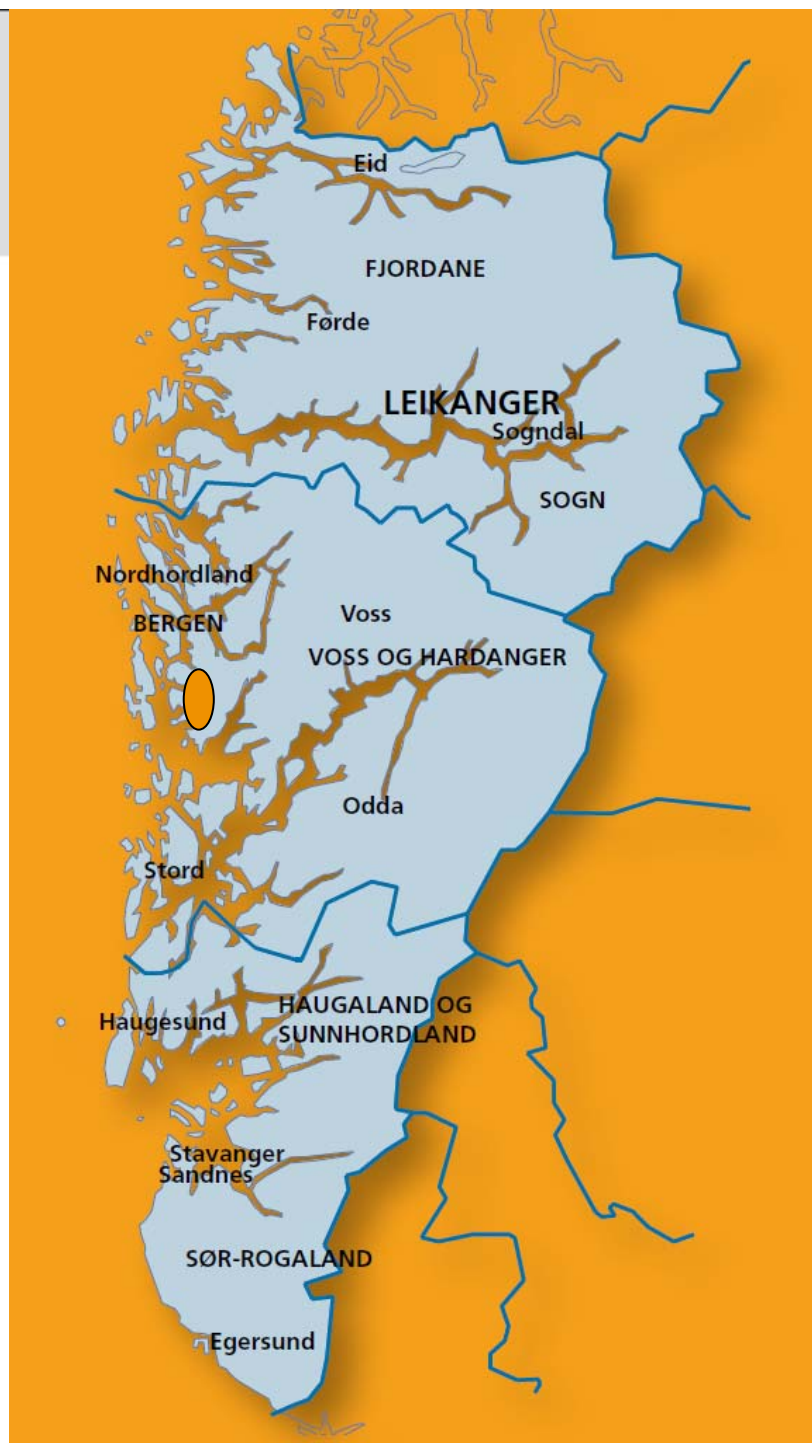 Eid
FJORDANE
Førde
LEIKANGER
Søgndal
SOGN
Nordhordland
BERGEN
Voss
VOSS OG HARDANGER
Odda
Stord
HAUGALAND OG
SUNNHORDLAND
Haugesund
Stavanger
Sandnes
SØR-ROGALAND
Egersund